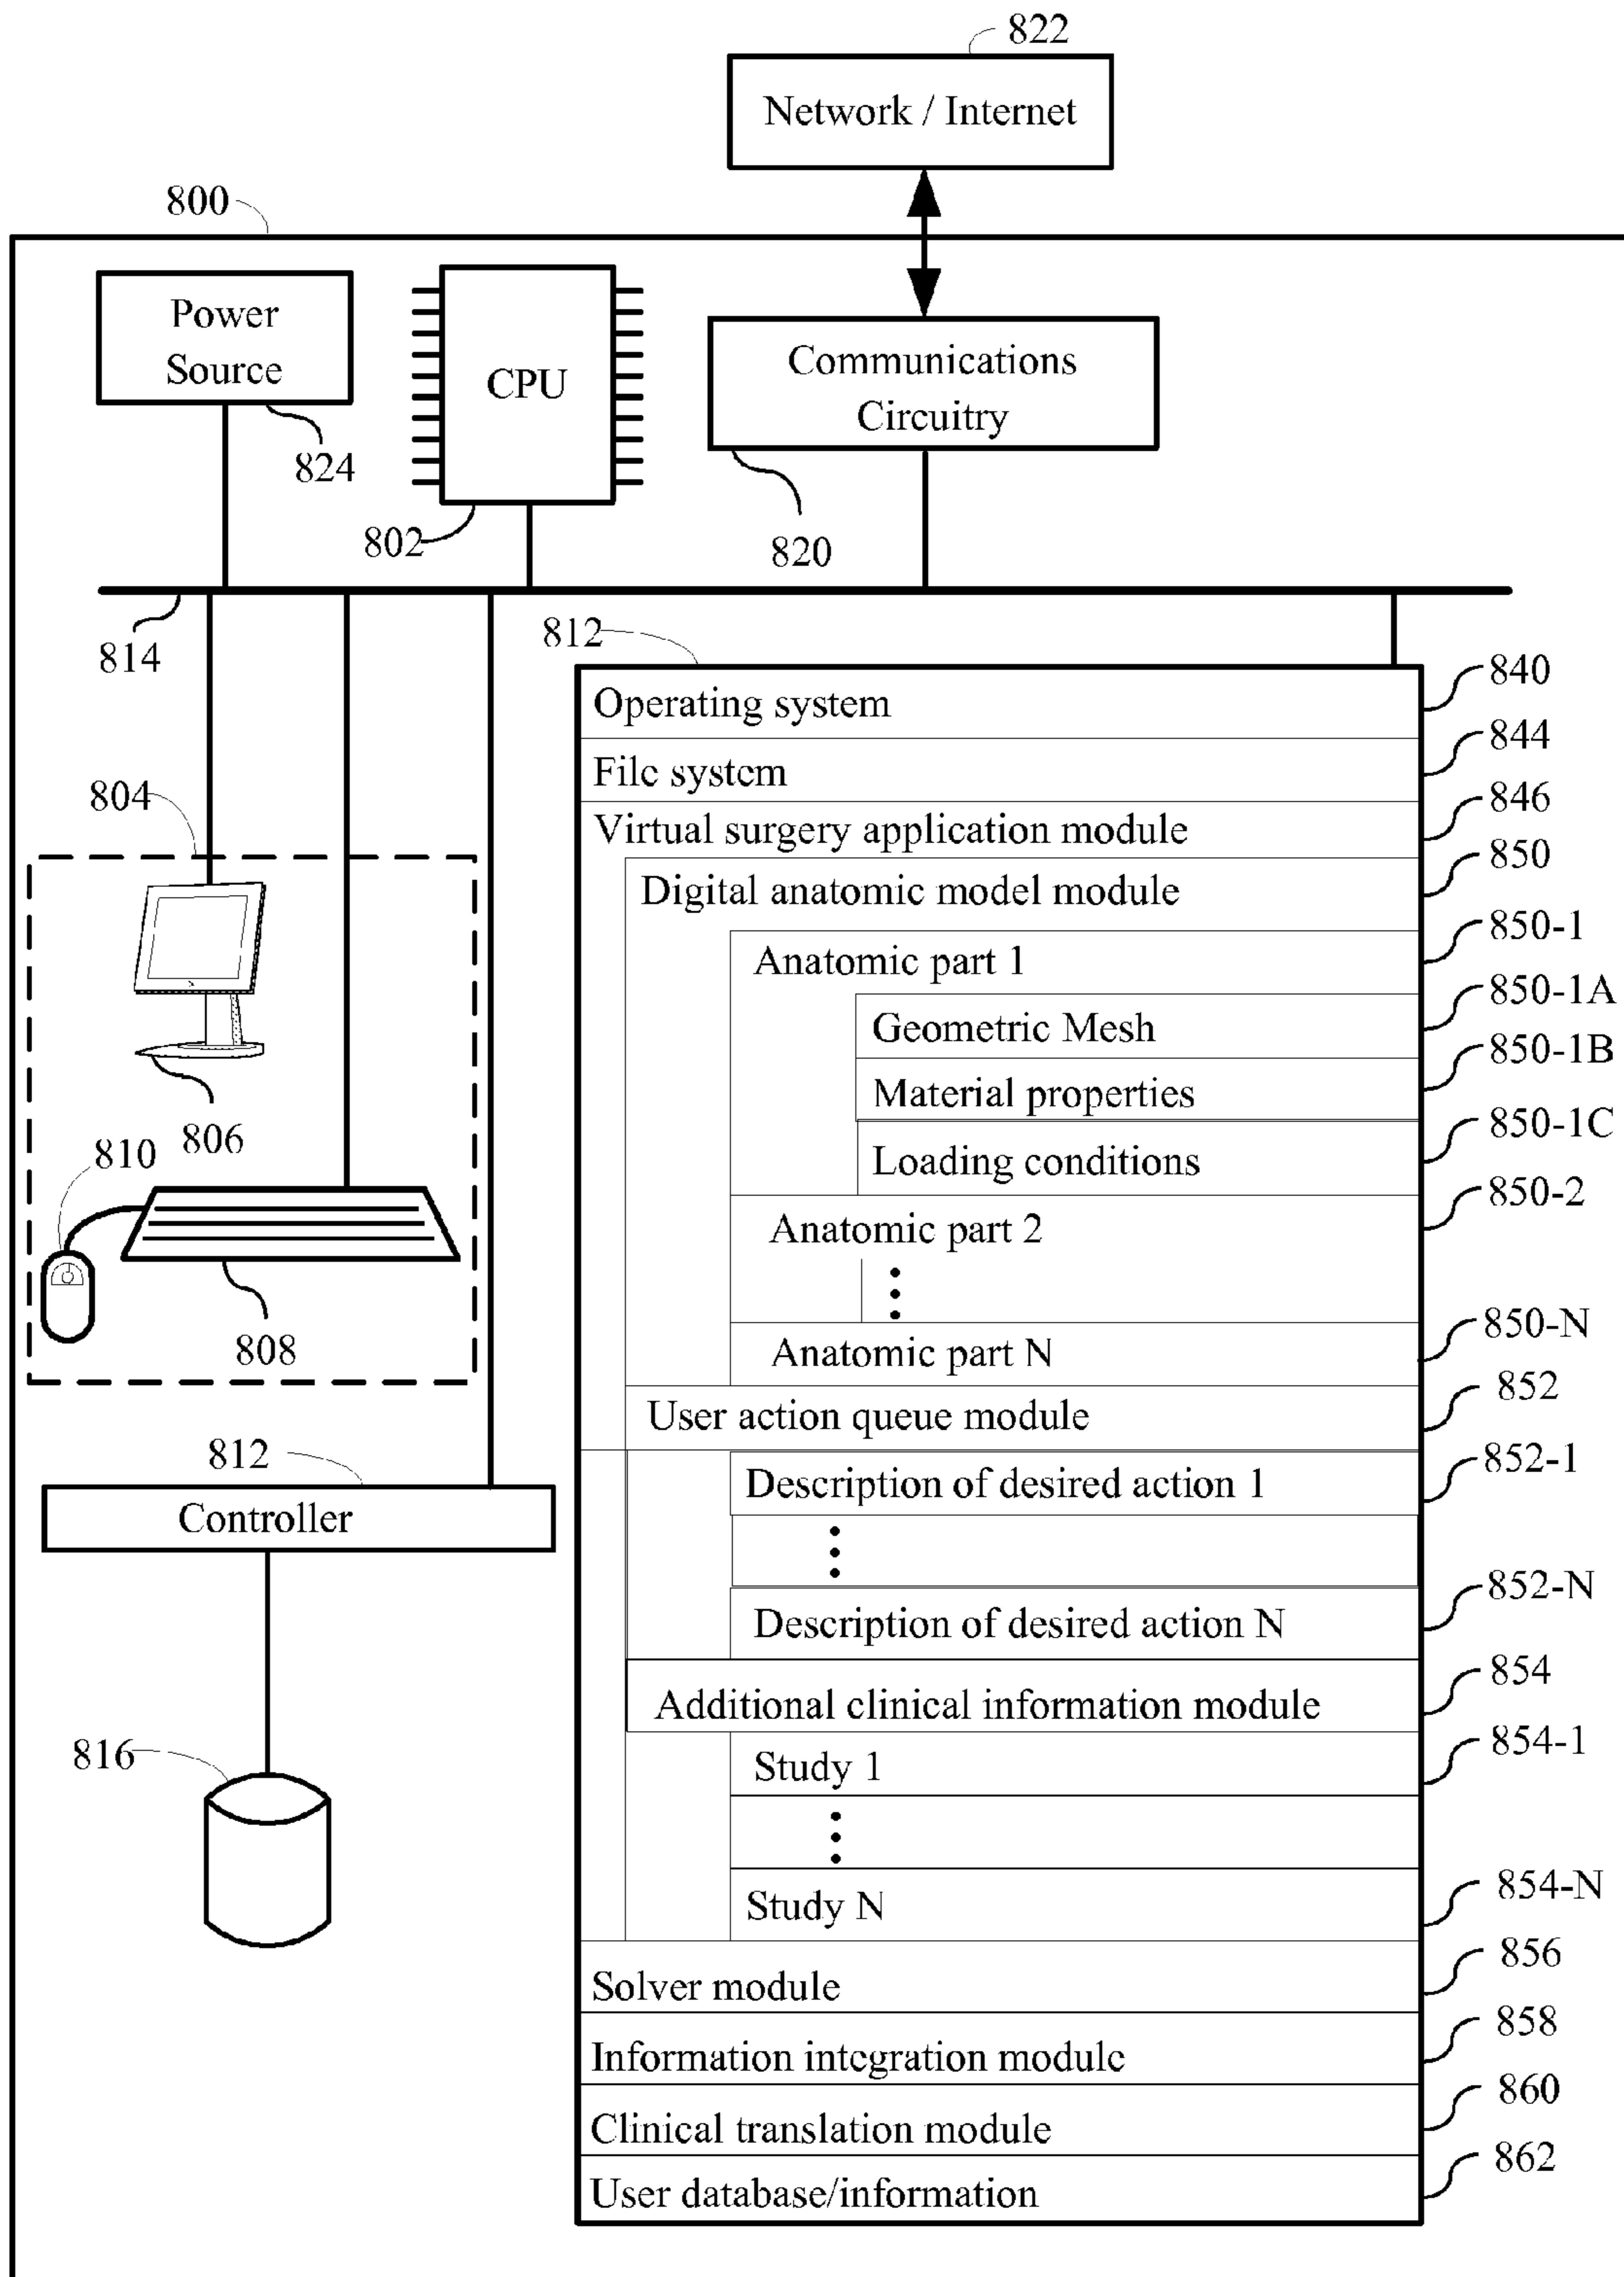 822
Network / Internet
800
Power
Source
824
CPU
802
Communications
Circuitry
820
814
812
Operating system
840
File system
844
Virtual surgery application module
846
Digital anatomic model module
850
Anatomic part 1
850-1
Geometric Mesh
850-1A
Material properties
850-1B
Loading conditions
850-1C
Anatomic part 2
850-2
Anatomic part N
850-N
User action queue module
852
Description of desired action 1
852-1
Description of desired action N
852-N
Additional clinical information module
854
Study 1
854-1
Study N
854-N
Solver module
856
Information integration module
858
Clinical translation module
860
User database/information
862
804
806
810
808
812
Controller
816